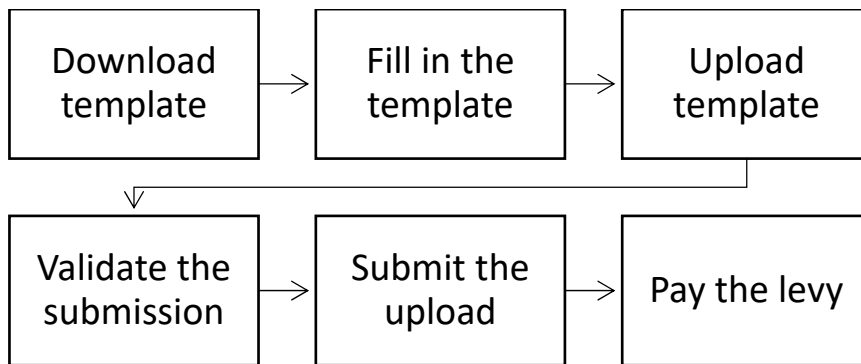 Download
template
Fill in the
template
Upload
template
Validate the
submission
Submit the
upload
Pay the levy